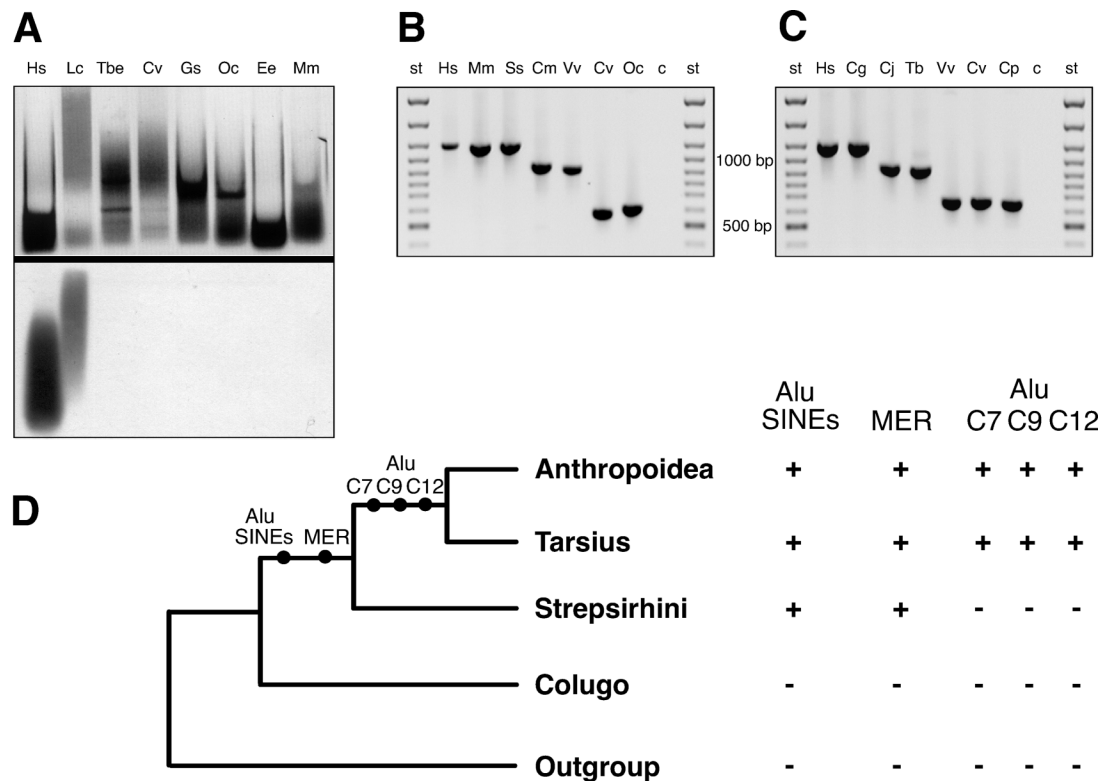 A
Hs Lc Tbe Cv Gs Oc Ee Mm
B
st Hs Mm Ss Cm Vv Cv Oc c st
1000 bp
500 bp
C
st Hs Cg Cj Tb Vv Cv Cp c st
D
Alu
SINEs
MER
Alu
C7 C9 C12
Alu
SINEs
MER
Alu
C7 C9 C12
Anthropoidea + + + + +
Tarsius + + + + +
Strepsirhini + + - - -
Colugo - - - - -
Outgroup - - - - -